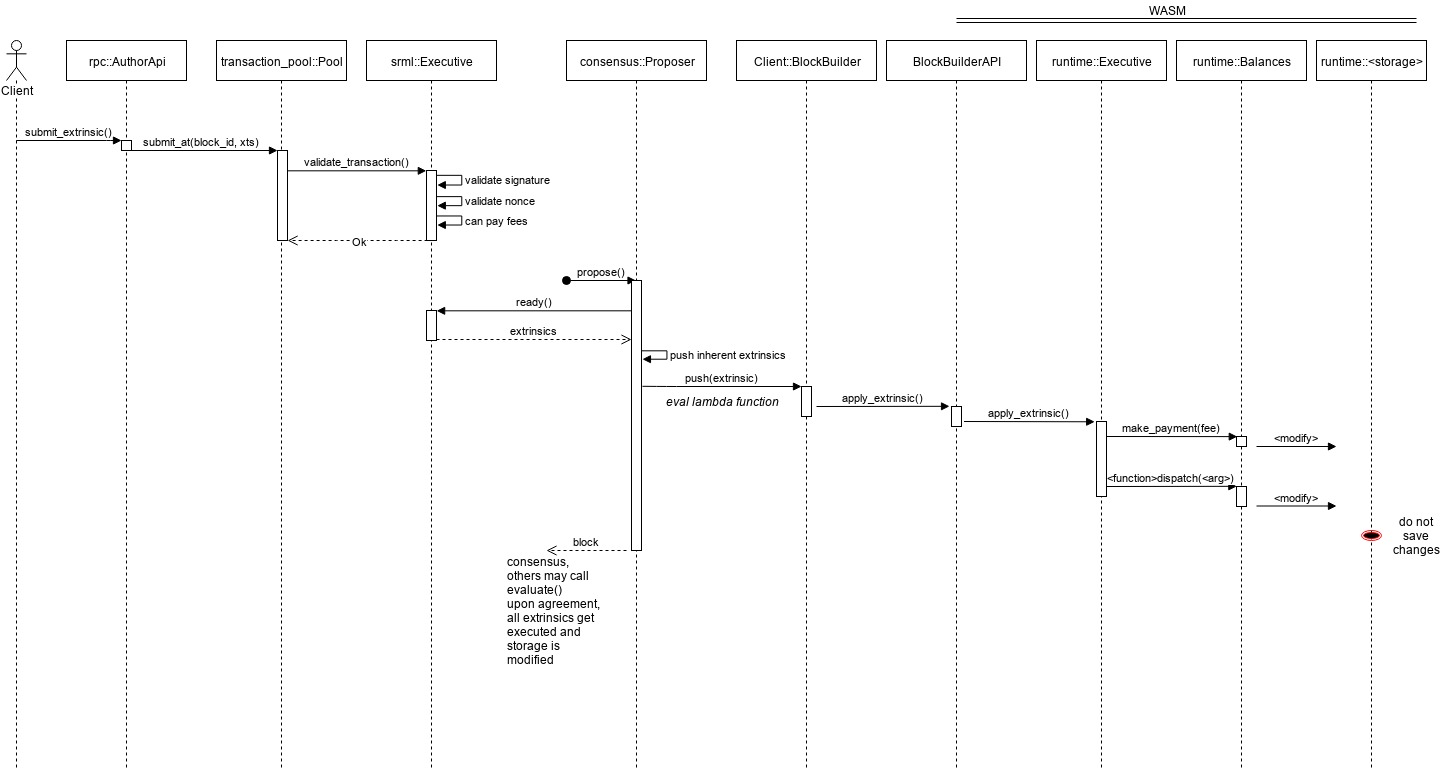 WASM
rpc::AuthorApi
transaction_pool::Pool
srml::Executive
consensus::Proposer
Client::BlockBuilder
BlockBuilderAPI
runtime::Executive
runtime::Balances
runtime::<storage>
Client
submit_extrinsic()
submit_at(block_id, xts)
validate_transaction()
validate signature
validate nonce
can pay fees
Ok
propose()
ready()
extrinsics
push inherent extrinsics
push(extrinsic)
eval lambda function
apply_extrinsic()
apply_extrinsic()
make_payment(fee)
<modify>
<function>dispatch(<arg>)
<modify>
do not
save
changes
block
consensus,
others may call
evaluate()
upon agreement,
all extrinsics get
executed and
storage is
modified